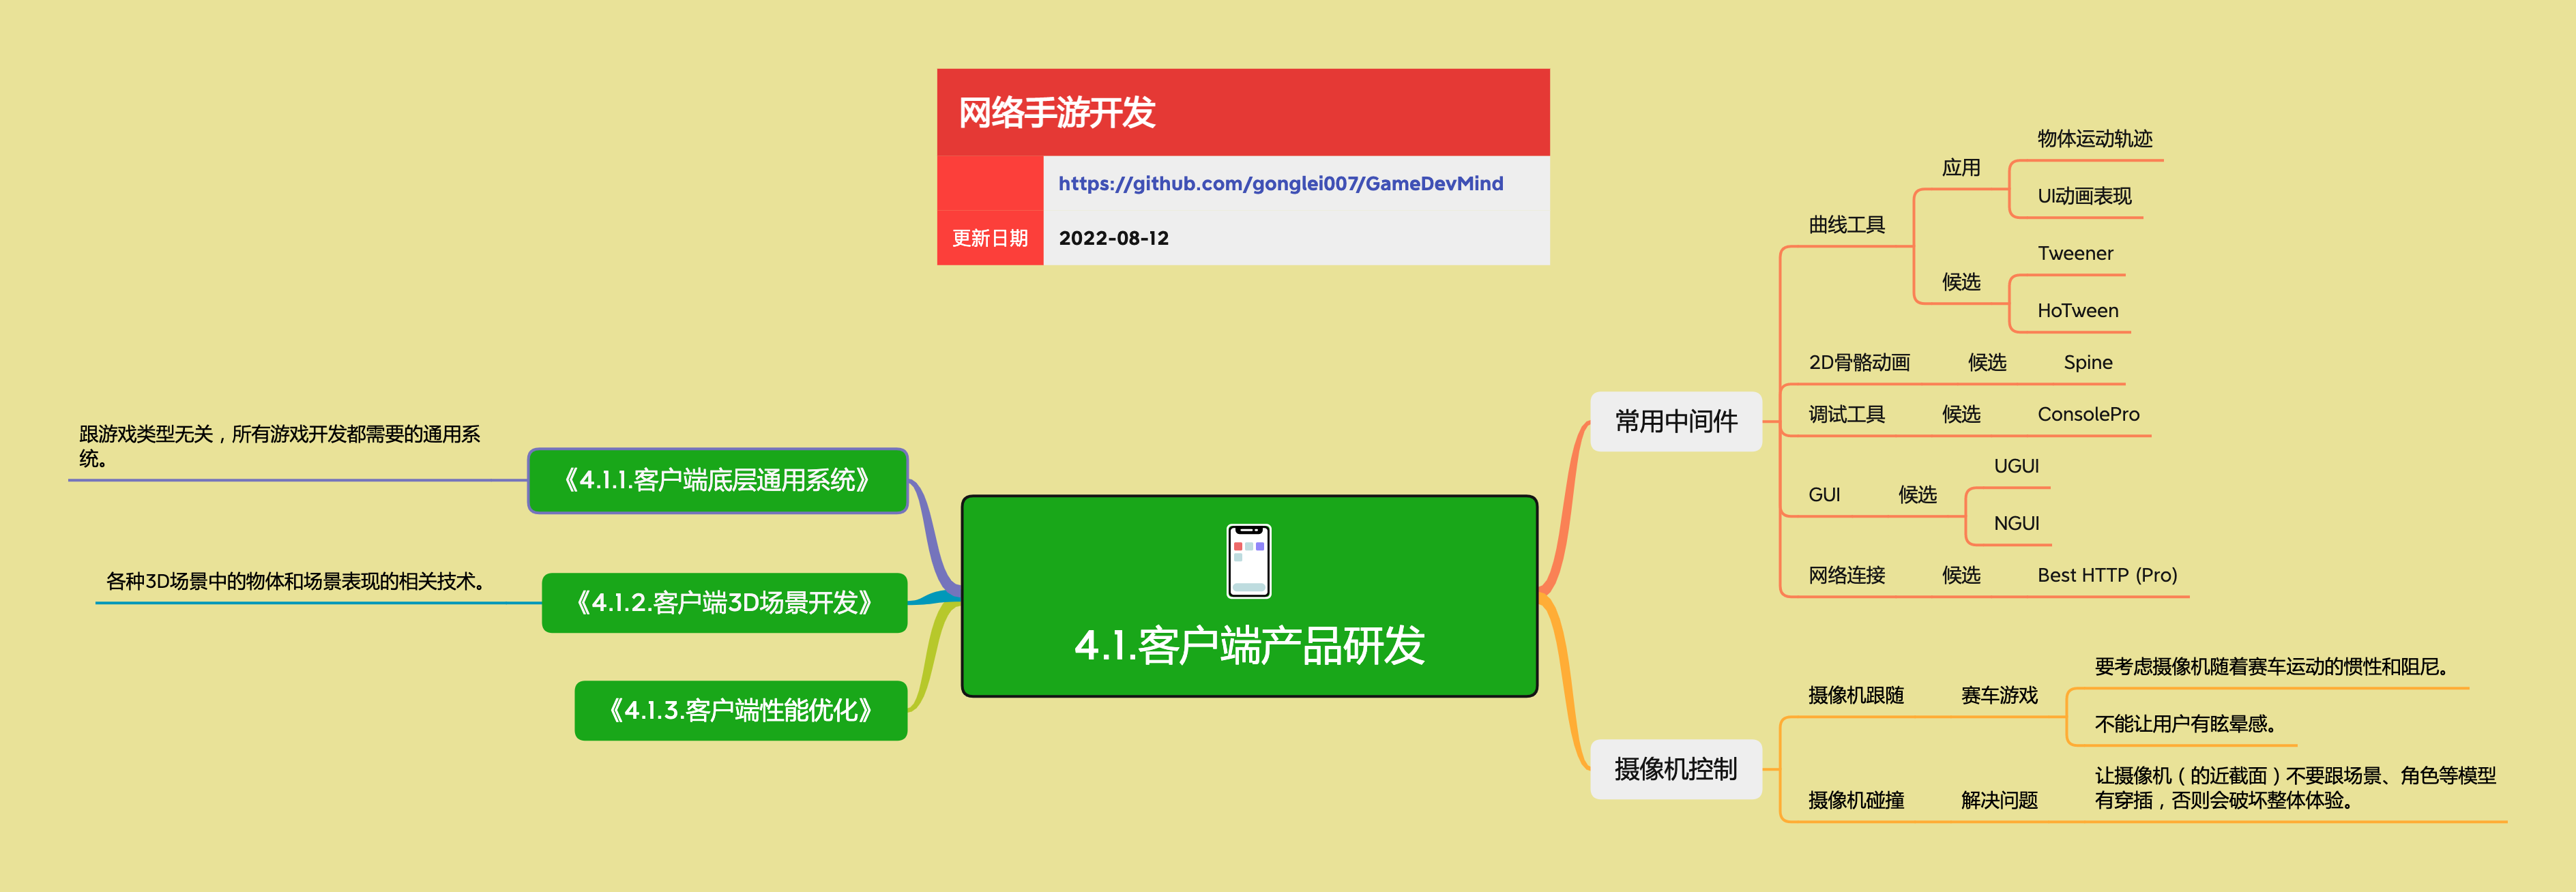 网络手游开发
https://github.com/gonglei007/GameDevMind
更新日期 2022-08-12
4.1.客户端产品研发
《4.1.1.客户端底层通用系统》
跟游戏类型无关，所有游戏开发都需要的通用系
统。
《4.1.2.客户端3D场景开发》
各种3D场景中的物体和场景表现的相关技术。
《4.1.3.客户端性能优化》
常用中间件
曲线工具
应用
物体运动轨迹
UI动画表现
候选
Tweener
HoTween
2D骨骼动画 候选 Spine
调试工具 候选 ConsolePro
GUI 候选
UGUI
NGUI
网络连接 候选 Best HTTP (Pro)
摄像机控制
摄像机跟随 赛车游戏
要考虑摄像机随着赛车运动的惯性和阻尼。
不能让用户有眩晕感。
摄像机碰撞 解决问题
让摄像机（的近截面）不要跟场景、角色等模型
有穿插，否则会破坏整体体验。